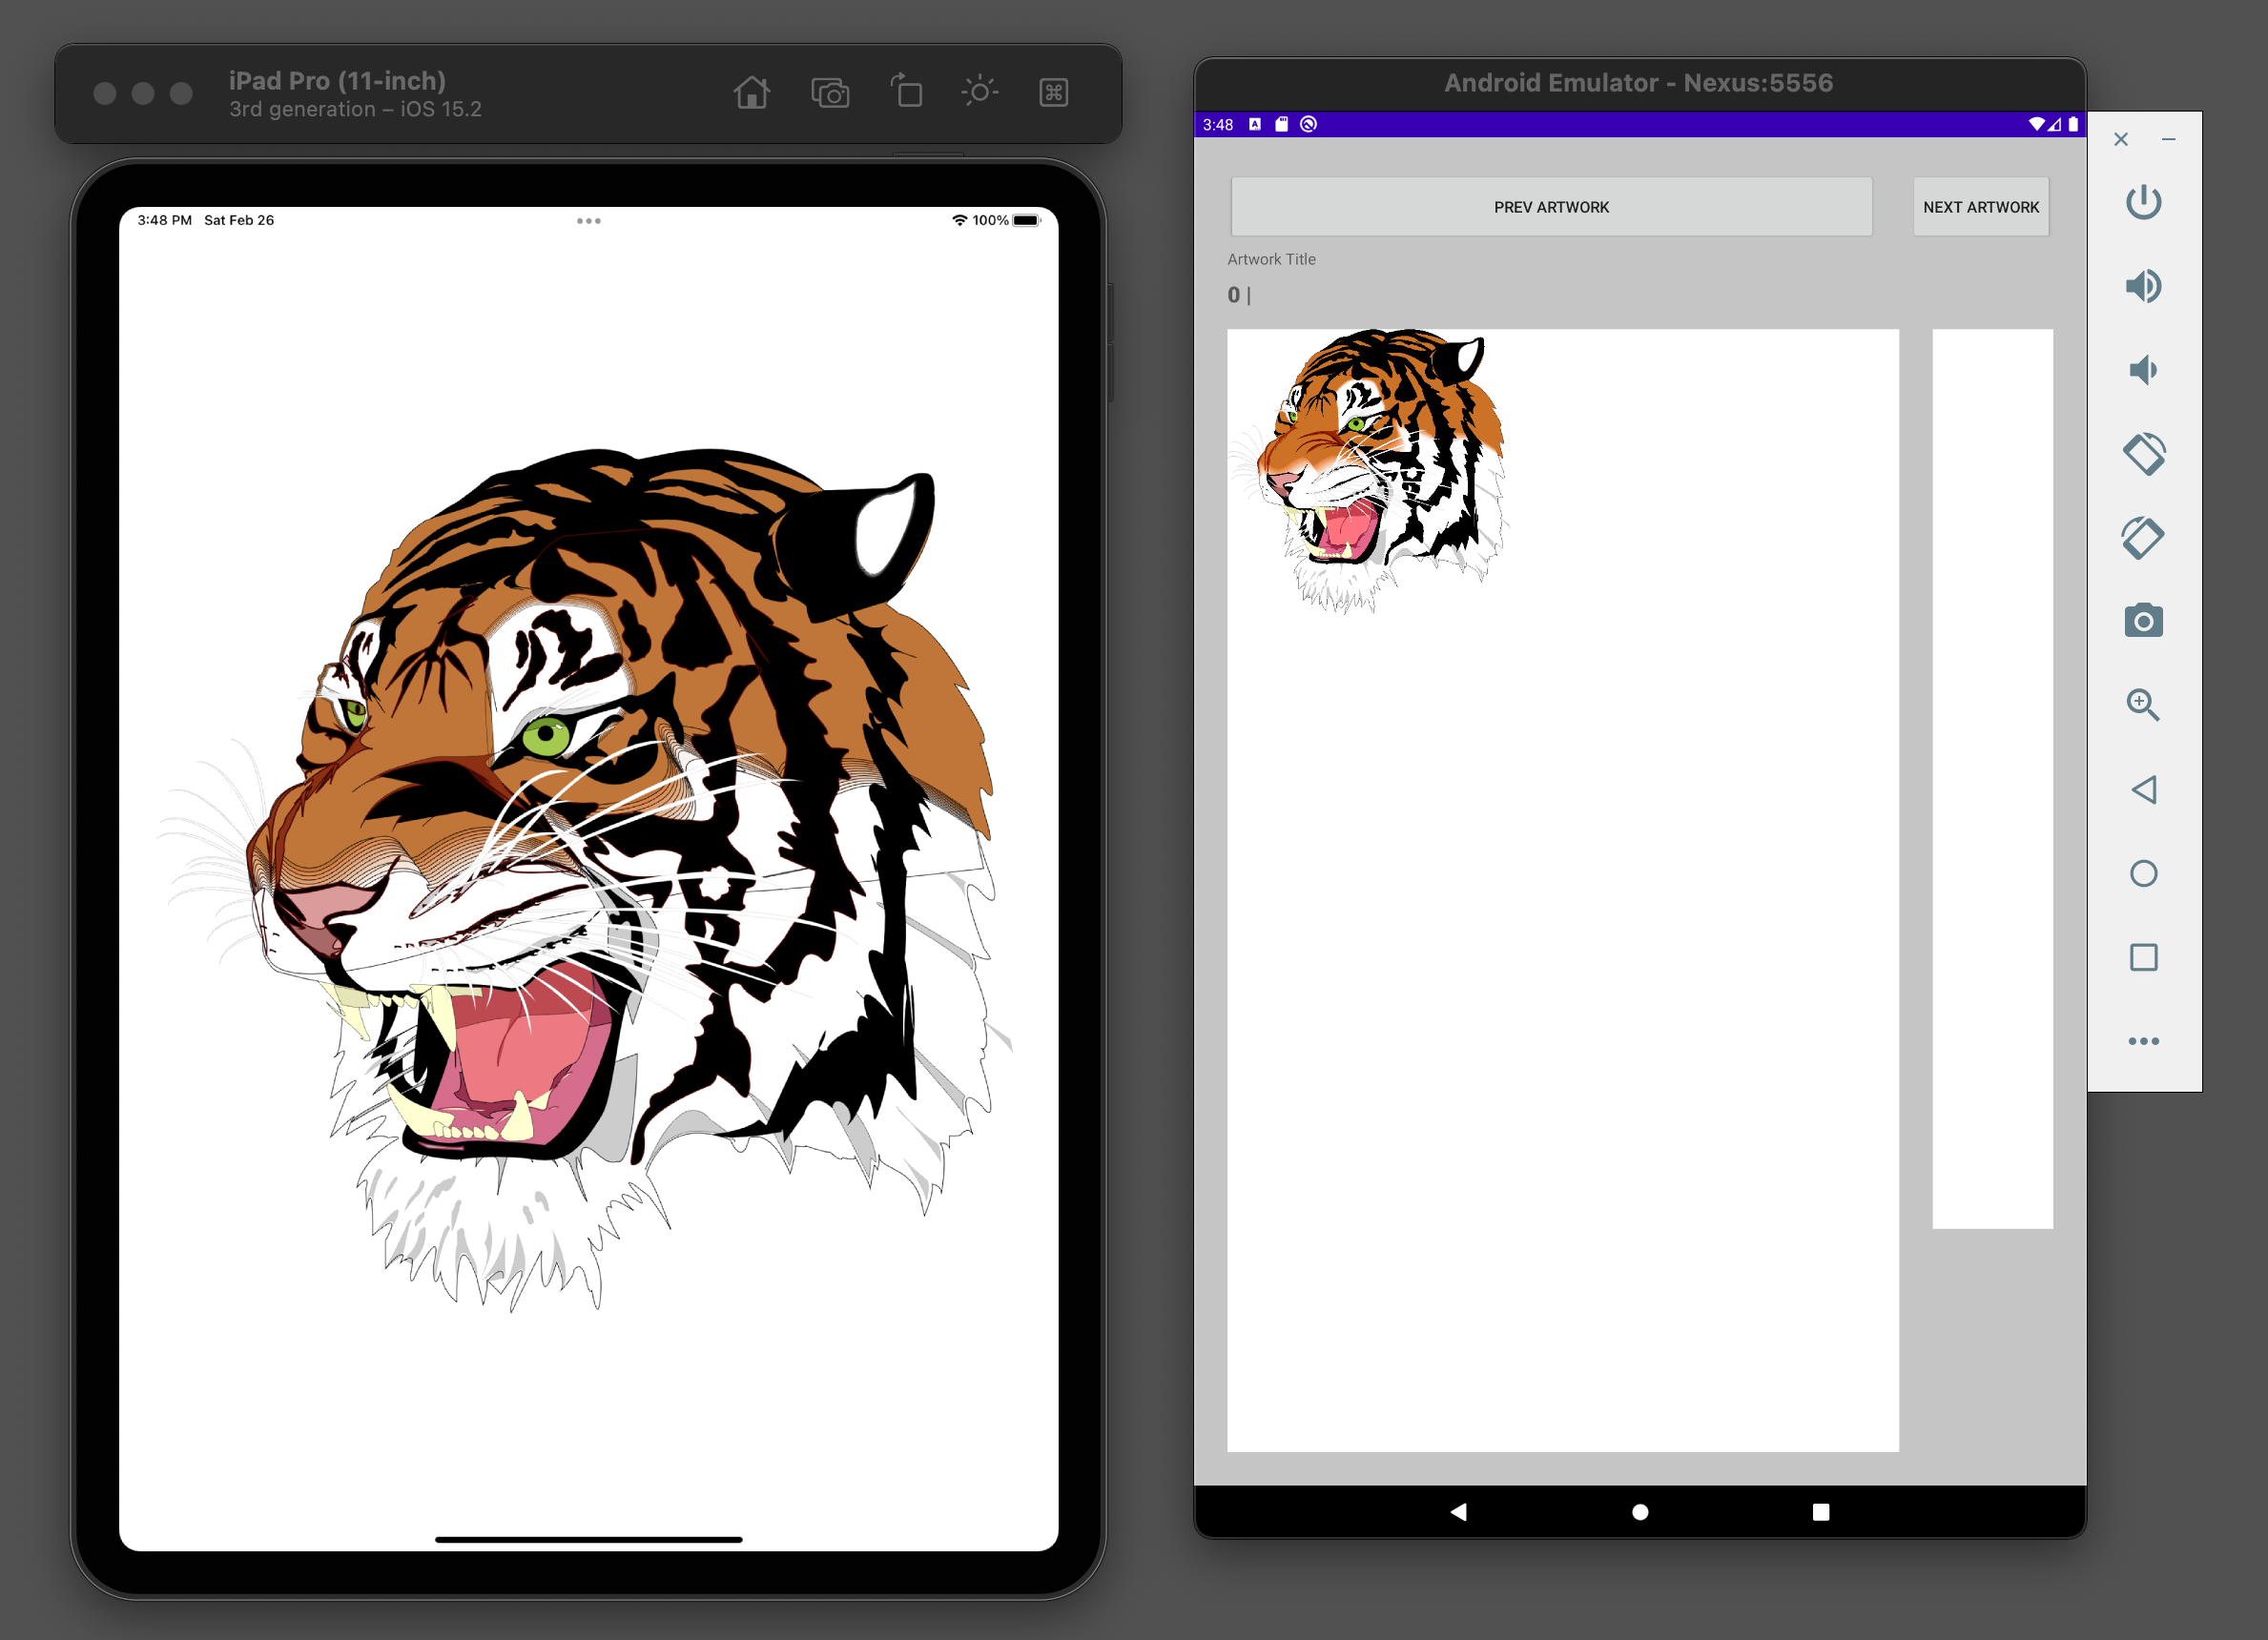 iPad Pro (11-inch)
3rd generation – iOS 15.2
3:48 PM Sat Feb 26
100%
Android Emulator - Nexus:5556
3:48
PREV ARTWORK
NEXT ARTWORK
Artwork Title
0 |